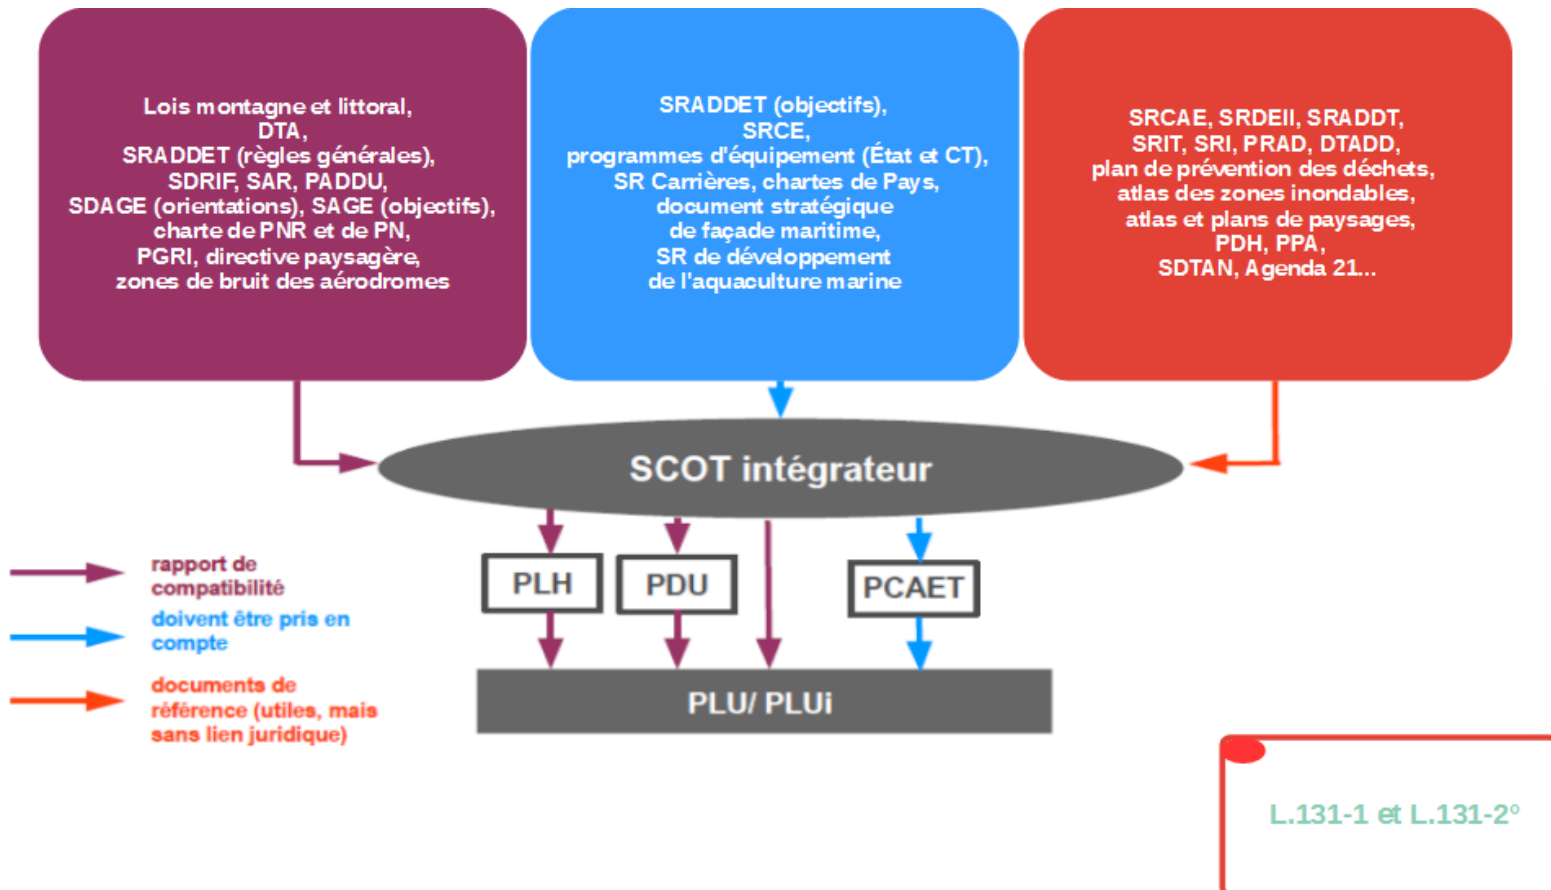 Lois montagne et littoral,
DTA,
SRADDET (règles générales),
SDRIF, SAR, PADDU,
SDAGE (orientations), SAGE (objectifs),
charte de PNR et de PN,
PGRI, directive paysagère,
zones de bruit des aérodromes
SRADDET (objectifs),
SRCE,
programmes d'équipement (État et CT),
SR Carrières, chartes de Pays,
document stratégique
de façade maritime,
SR de développement
de l'aquaculture marine
SRCAE, SRDEII, SRADDT,
SRIT, SRI, PRAD, DTADD,
plan de prévention des déchets,
atlas des zones inondables,
atlas et plans de paysages,
PDH, PPA,
SDTAN, Agenda 21...
SCOT intégrateur
PLH
PDU
PCAET
PLU/ PLUi
rapport de
compatibilité
doivent être pris en
compte
documents de
référence (utiles, mais
sans lien juridique)
L.131-1 et L.131-2°